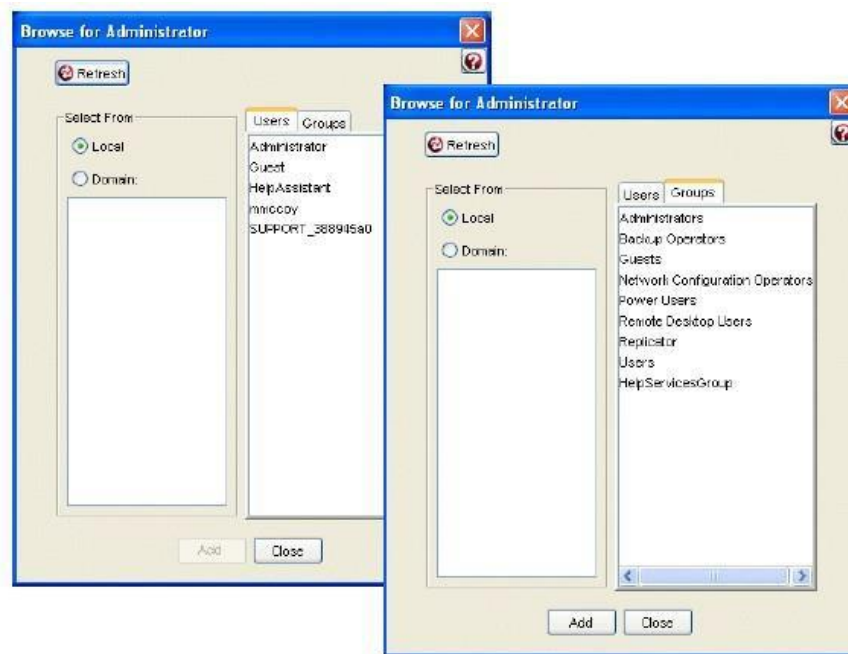 Browse for Administrator
Refresh
Select From
Local
Domain:
Users
Groups
Administrator
Guest
HelpAssistant
mmccoy
SUPPORT_388945a0
Add
Close
Browse for Administrator
Refresh
Select From
Local
Domain:
Users
Groups
Administrators
Backup Operators
Guests
Network Configuration Operators
Power Users
Remote Desktop Users
Replicator
Users
HelpServicesGroup
Add
Close